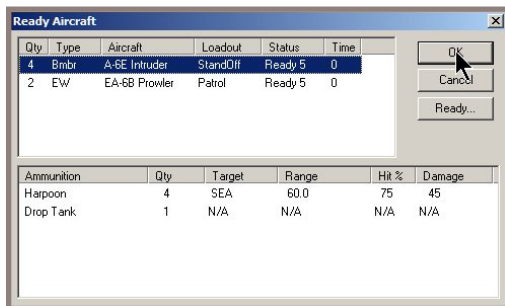 Ready Aircraft
Qty Type Aircraft Loadout Status Time
4 Bmbr A-6E Intruder StandOff Ready 5 0
2 EW EA-6B Prowler Patrol Ready 5 0
OK
Cancel
Ready...
Ammunition Qty Target Range Hit % Damage
Harpoon 4 SEA 60.0 75 45
Drop Tank 1 N/A N/A N/A N/A